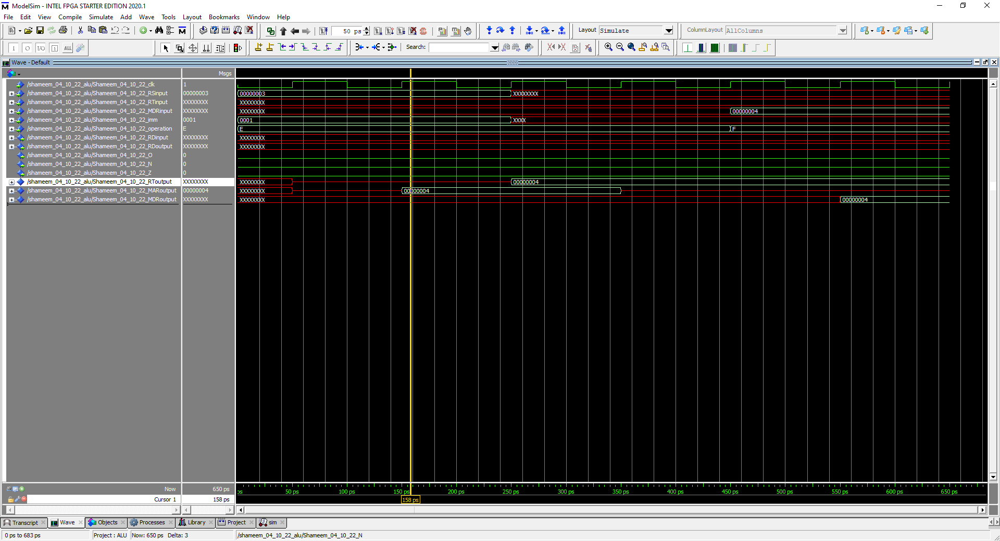 ModelSim - INTEL FPGA STARTER EDITION 2020.1
File Edit View Compile Simulate Add Wave Tools Layout Bookmarks Window Help
50 ps
Layout Simulate
ColumnLayout AllColumns
Search:
Wave - Default
Msgs
/shameem_04_10_22_alu/Shameem_04_10_22_clk 1
/shameem_04_10_22_alu/Shameem_04_10_22_RSinput 00000003 00000003 XXXXXXXX
/shameem_04_10_22_alu/Shameem_04_10_22_RTinput XXXXXXXX XXXXXXXX
/shameem_04_10_22_alu/Shameem_04_10_22_MDRinput XXXXXXXX XXXXXXXX 00000004
/shameem_04_10_22_alu/Shameem_04_10_22_imm 0001 0001 XXXX
/shameem_04_10_22_alu/Shameem_04_10_22_operation E E F
/shameem_04_10_22_alu/Shameem_04_10_22_RDinput XXXXXXXX XXXXXXXX
/shameem_04_10_22_alu/Shameem_04_10_22_RDoutput XXXXXXXX XXXXXXXX
/shameem_04_10_22_alu/Shameem_04_10_22_O 0
/shameem_04_10_22_alu/Shameem_04_10_22_N 0
/shameem_04_10_22_alu/Shameem_04_10_22_Z 0
/shameem_04_10_22_alu/Shameem_04_10_22_RToutput XXXXXXXX XXXXXXXX 00000004
/shameem_04_10_22_alu/Shameem_04_10_22_MARoutput 00000004 XXXXXXXX 00000004
/shameem_04_10_22_alu/Shameem_04_10_22_MDRoutput XXXXXXXX XXXXXXXX 00000004
Now 650 ps
ps 50 ps 100 ps 150 ps 200 ps 250 ps 300 ps 350 ps 400 ps 450 ps 500 ps 550 ps 600 ps 650 ps
Cursor 1 158 ps 158 ps
Transcript Wave Objects Processes Library Project sim
0 ps to 683 ps Project : ALU Now: 650 ps Delta: 3 /shameem_04_10_22_alu/Shameem_04_10_22_N